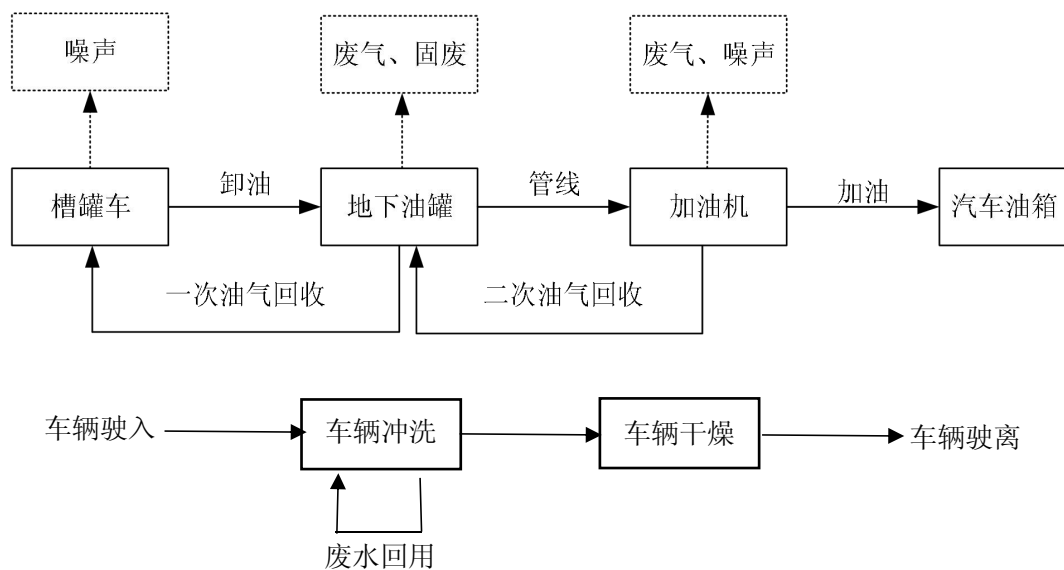 噪声
废气、固废
废气、噪声
槽罐车
卸油
地下油罐
管线
加油机
加油
汽车油箱
一次油气回收
二次油气回收
车辆驶入
车辆冲洗
车辆干燥
车辆驶离
废水回用